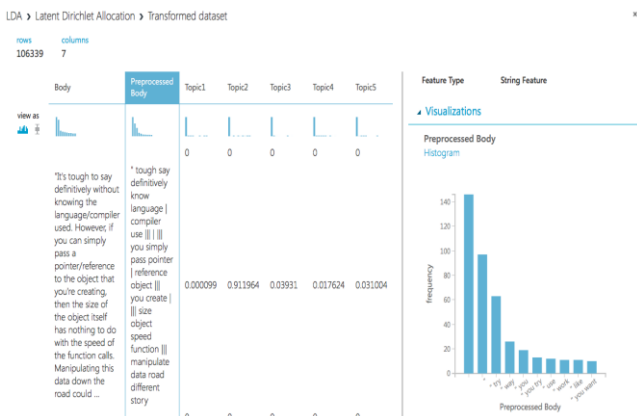 LDA › Latent Dirichlet Allocation › Transformed dataset
rows columns
106339 7
Body Preprocessed Body Topic1 Topic2 Topic3 Topic4 Topic5
view as
0 0 0 0 0
"It's tough to say
definitively without
knowing the
language/compiler
used. However, if
you can simply
pass a
pointer/reference
to the object that
you're creating,
then the size of
the object itself
has nothing to do
with the speed of
the function calls.
Manipulating this
data down the
road could ...
" tough say
definitively
know
language |
compiler
use ||| | |||
you simply
pass pointer
| reference
object |||
you create |
||| size
object
speed
function |||
manipulate
data road
different
story
0.000099 0.911964 0.03931 0.017624 0.031004
0 0 0 0 0
Feature Type String Feature
Visualizations
Preprocessed Body
Histogram
frequency
140
120
100
80
60
40
20
0
"
" try
" way
" you
" you try
" use
" work
" like
" you want
Preprocessed Body